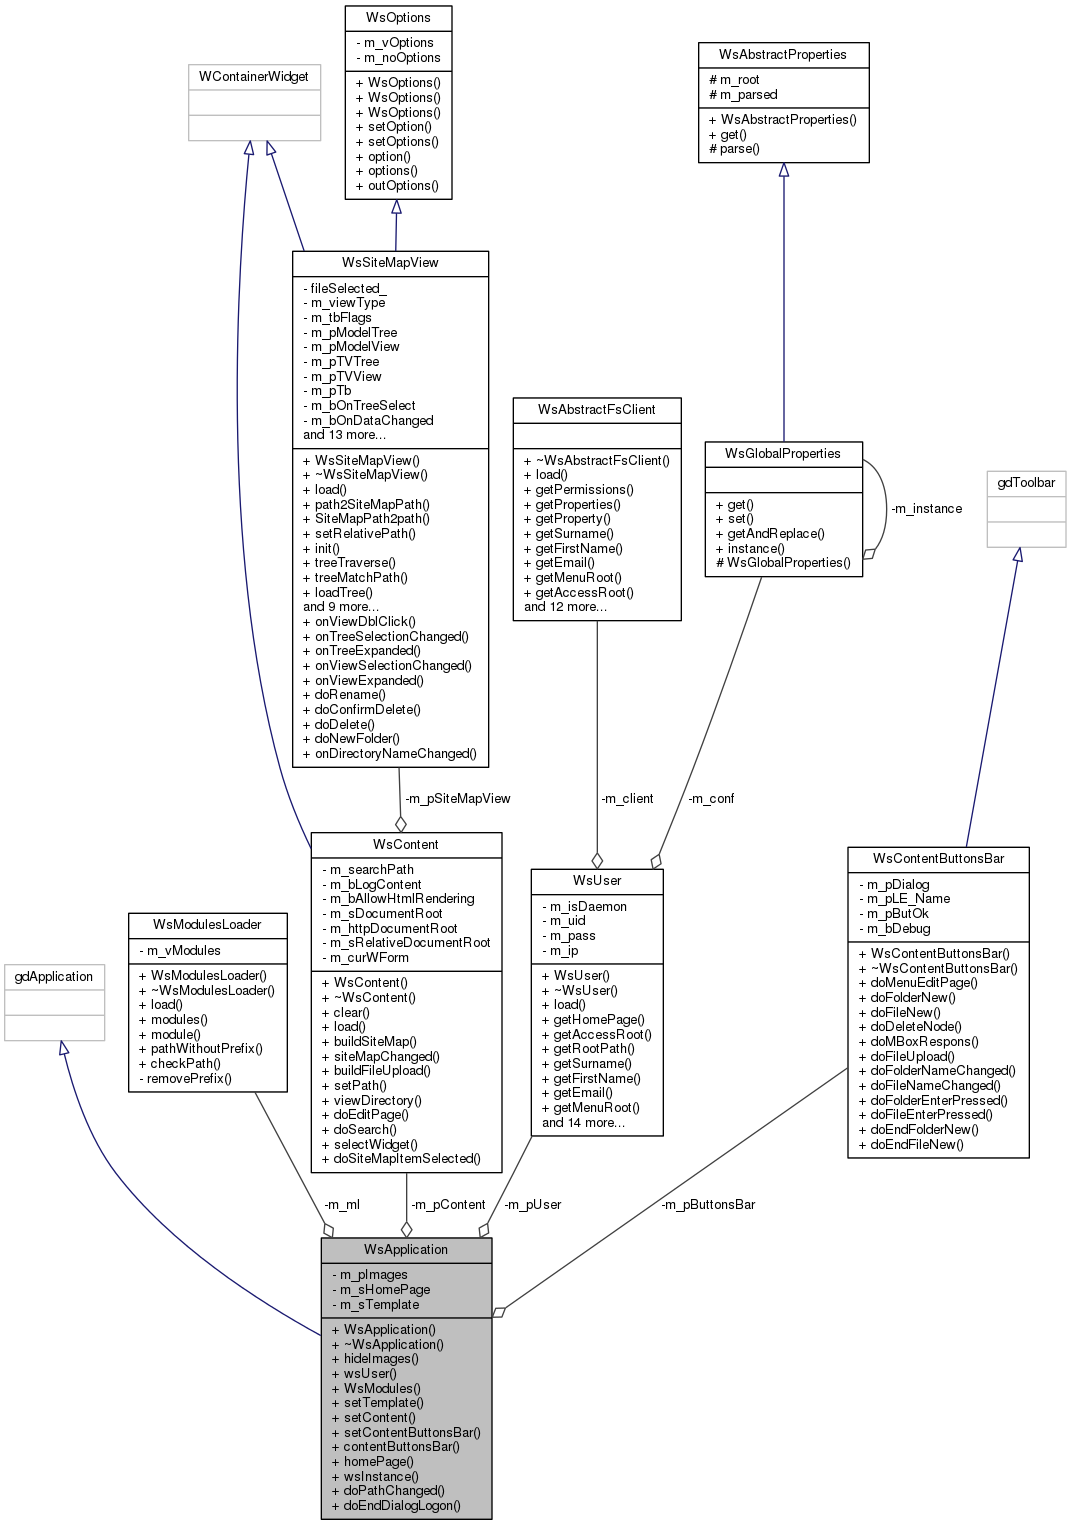 WsOptions
- m_vOptions
- m_noOptions
+ WsOptions()
+ WsOptions()
+ WsOptions()
+ setOption()
+ setOptions()
+ option()
+ options()
+ outOptions()
WContainerWidget
WsAbstractProperties
# m_root
# m_parsed
+ WsAbstractProperties()
+ get()
# parse()
WsSiteMapView
- fileSelected_
- m_viewType
- m_tbFlags
- m_pModelTree
- m_pModelView
- m_pTVTree
- m_pTVView
- m_pTb
- m_bOnTreeSelect
- m_bOnDataChanged
and 13 more...
+ WsSiteMapView()
+ ~WsSiteMapView()
+ load()
+ path2SiteMapPath()
+ SiteMapPath2path()
+ setRelativePath()
+ init()
+ treeTraverse()
+ treeMatchPath()
+ loadTree()
and 9 more...
+ onViewDblClick()
+ onTreeSelectionChanged()
+ onTreeExpanded()
+ onViewSelectionChanged()
+ onViewExpanded()
+ doRename()
+ doConfirmDelete()
+ doDelete()
+ doNewFolder()
+ onDirectoryNameChanged()
WsAbstractFsClient
+ ~WsAbstractFsClient()
+ load()
+ getPermissions()
+ getProperties()
+ getProperty()
+ getSurname()
+ getFirstName()
+ getEmail()
+ getMenuRoot()
+ getAccessRoot()
and 12 more...
WsGlobalProperties
+ get()
+ set()
+ getAndReplace()
+ instance()
# WsGlobalProperties()
-m_instance
gdToolbar
-m_pSiteMapView
-m_client
-m_conf
WsContent
- m_searchPath
- m_bLogContent
- m_bAllowHtmlRendering
- m_sDocumentRoot
- m_httpDocumentRoot
- m_sRelativeDocumentRoot
- m_curWForm
+ WsContent()
+ ~WsContent()
+ clear()
+ load()
+ buildSiteMap()
+ siteMapChanged()
+ buildFileUpload()
+ setPath()
+ viewDirectory()
+ doEditPage()
+ doSearch()
+ selectWidget()
+ doSiteMapItemSelected()
WsUser
- m_isDaemon
- m_uid
- m_pass
- m_ip
+ WsUser()
+ ~WsUser()
+ load()
+ getHomePage()
+ getAccessRoot()
+ getRootPath()
+ getSurname()
+ getFirstName()
+ getEmail()
+ getMenuRoot()
and 14 more...
WsContentButtonsBar
- m_pDialog
- m_pLE_Name
- m_pButOk
- m_bDebug
+ WsContentButtonsBar()
+ ~WsContentButtonsBar()
+ doMenuEditPage()
+ doFolderNew()
+ doFileNew()
+ doDeleteNode()
+ doMBoxRespons()
+ doFileUpload()
+ doFolderNameChanged()
+ doFileNameChanged()
+ doFolderEnterPressed()
+ doFileEnterPressed()
+ doEndFolderNew()
+ doEndFileNew()
WsModulesLoader
- m_vModules
+ WsModulesLoader()
+ ~WsModulesLoader()
+ load()
+ modules()
+ module()
+ pathWithoutPrefix()
+ checkPath()
- removePrefix()
gdApplication
-m_ml
-m_pContent
-m_pUser
-m_pButtonsBar
WsApplication
- m_pImages
- m_sHomePage
- m_sTemplate
+ WsApplication()
+ ~WsApplication()
+ hideImages()
+ wsUser()
+ WsModules()
+ setTemplate()
+ setContent()
+ setContentButtonsBar()
+ contentButtonsBar()
+ homePage()
+ wsInstance()
+ doPathChanged()
+ doEndDialogLogon()